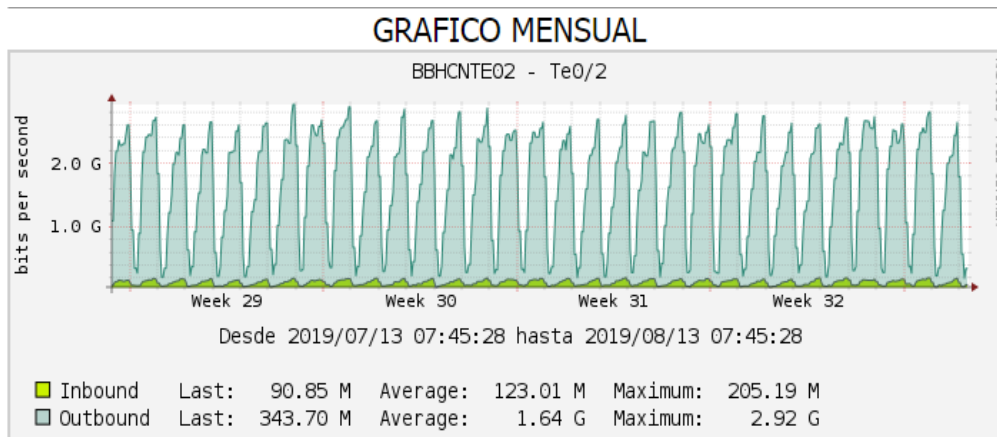 GRAFICO MENSUAL
BBHCNTE02 - Te0/2
bits per second
2.0 G
1.0 G
Week 29 Week 30 Week 31 Week 32
Desde 2019/07/13 07:45:28 hasta 2019/08/13 07:45:28
Inbound Last: 90.85 M Average: 123.01 M Maximum: 205.19 M
Outbound Last: 343.70 M Average: 1.64 G Maximum: 2.92 G